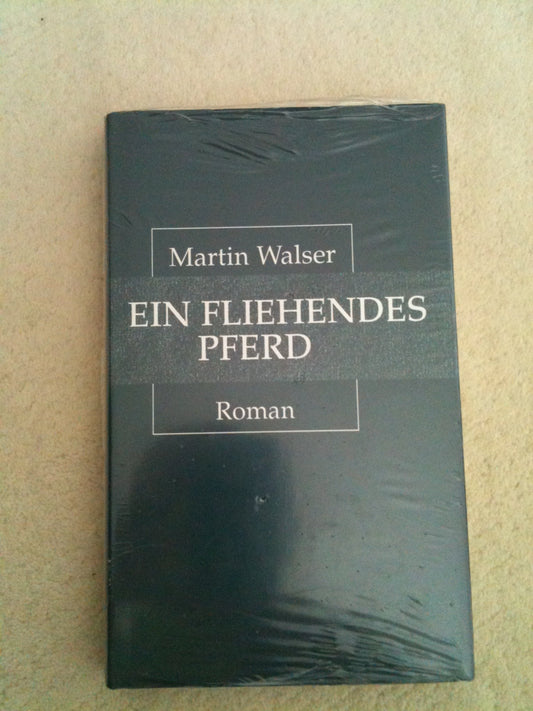 Martin Walser
EIN FLIEHENDES
PFERD
Roman